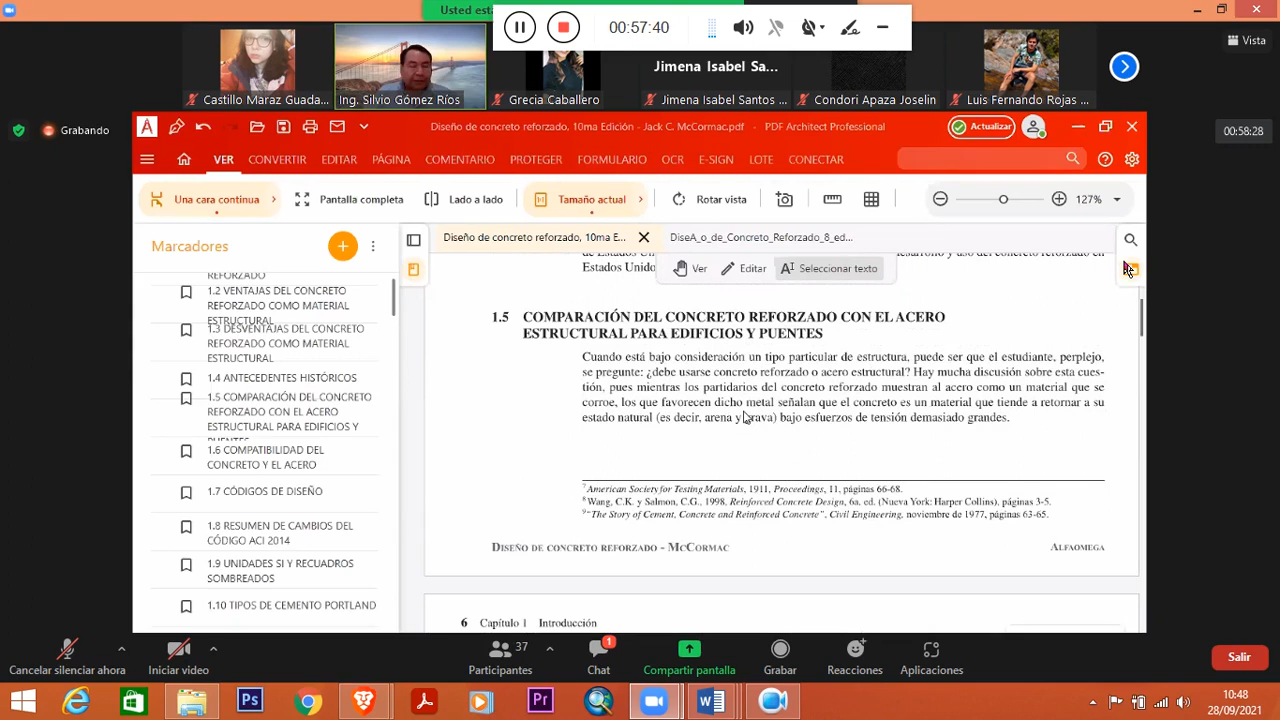 Usted está
00:57:40
Vista
Castillo Maraz Guada...
Ing. Silvio Gómez Ríos
Grecia Caballero
Jimena Isabel Sa...
Jimena Isabel Santos ...
Condori Apaza Joselin
Luis Fernando Rojas ...
Grabando
00:58:28
Diseño de concreto reforzado, 10ma Edición - Jack C. McCormac.pdf - PDF Architect Professional
Actualizar
VER CONVERTIR EDITAR PÁGINA COMENTARIO PROTEGER FORMULARIO OCR E-SIGN LOTE CONECTAR
Una cara continua Pantalla completa Lado a lado Tamaño actual Rotar vista 127%
Marcadores
Diseño de concreto reforzado, 10ma E...
DiseA_o_de_Concreto_Reforzado_8_ed...
Ver Editar Seleccionar texto
REFORZADO
1.2 VENTAJAS DEL CONCRETO
REFORZADO COMO MATERIAL
ESTRUCTURAL
1.3 DESVENTAJAS DEL CONCRETO
REFORZADO COMO MATERIAL
ESTRUCTURAL
1.4 ANTECEDENTES HISTÓRICOS
1.5 COMPARACIÓN DEL CONCRETO
REFORZADO CON EL ACERO
ESTRUCTURAL PARA EDIFICIOS Y
PUENTES
1.6 COMPATIBILIDAD DEL
CONCRETO Y EL ACERO
1.7 CÓDIGOS DE DISEÑO
1.8 RESUMEN DE CAMBIOS DEL
CÓDIGO ACI 2014
1.9 UNIDADES SI Y RECUADROS
SOMBREADOS
1.10 TIPOS DE CEMENTO PORTLAND
Estados Unido
1.5 COMPARACIÓN DEL CONCRETO REFORZADO CON EL ACERO
ESTRUCTURAL PARA EDIFICIOS Y PUENTES
Cuando está bajo consideración un tipo particular de estructura, puede ser que el estudiante, perplejo,
se pregunte: ¿debe usarse concreto reforzado o acero estructural? Hay mucha discusión sobre esta cues-
tión, pues mientras los partidarios del concreto reforzado muestran al acero como un material que se
corroe, los que favorecen dicho metal señalan que el concreto es un material que tiende a retornar a su
estado natural (es decir, arena y grava) bajo esfuerzos de tensión demasiado grandes.
7 American Society for Testing Materials, 1911, Proceedings, 11, páginas 66-68.
8 Wang, C.K. y Salmon, C.G., 1998, Reinforced Concrete Design, 6a. ed. (Nueva York: Harper Collins), páginas 3-5.
9 “The Story of Cement, Concrete and Reinforced Concrete”, Civil Engineering, noviembre de 1977, páginas 63-65.
DISEÑO DE CONCRETO REFORZADO - MCCORMAC
ALFAOMEGA
6 Capítulo 1 Introducción
Cancelar silenciar ahora
Iniciar video
37
Participantes
1
Chat
Compartir pantalla
Grabar
Reacciones
Aplicaciones
Salir
10:48
28/09/2021